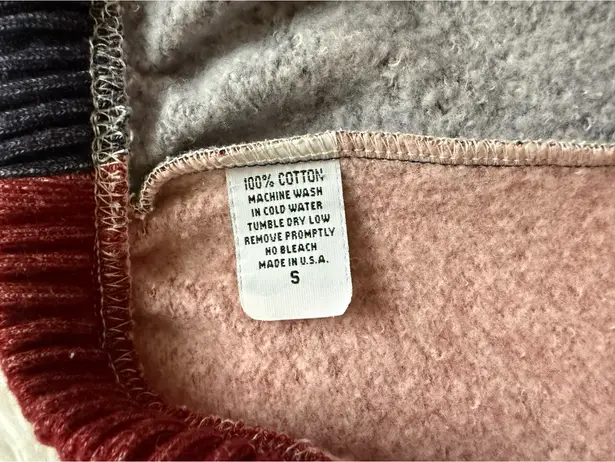 100% COTTON
MACHINE WASH
IN COLD WATER
TUMBLE DRY LOW
REMOVE PROMPTLY
NO BLEACH
MADE IN U.S.A.
S